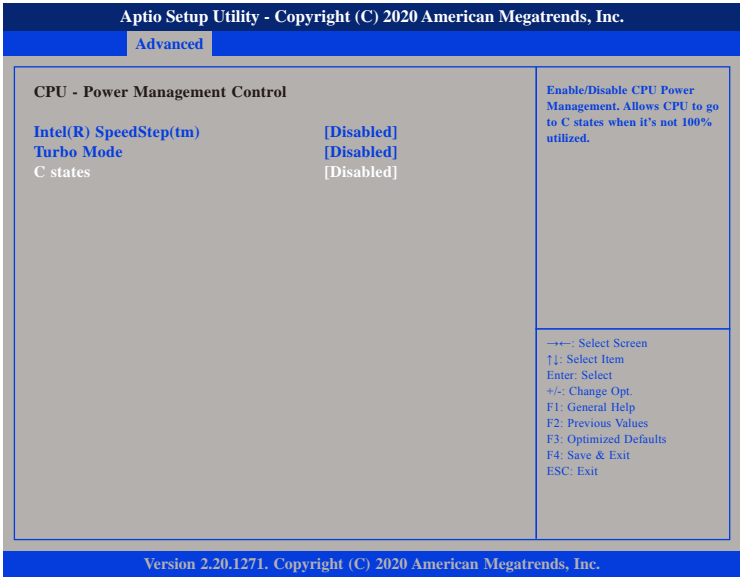 Aptio Setup Utility - Copyright (C) 2020 American Megatrends, Inc.
Advanced
CPU - Power Management Control
Intel(R) SpeedStep(tm) [Disabled]
Turbo Mode [Disabled]
C states [Disabled]
Enable/Disable CPU Power
Management. Allows CPU to go
to C states when it's not 100%
utilized.
→←: Select Screen
↑↓: Select Item
Enter: Select
+/-: Change Opt.
F1: General Help
F2: Previous Values
F3: Optimized Defaults
F4: Save & Exit
ESC: Exit
Version 2.20.1271. Copyright (C) 2020 American Megatrends, Inc.